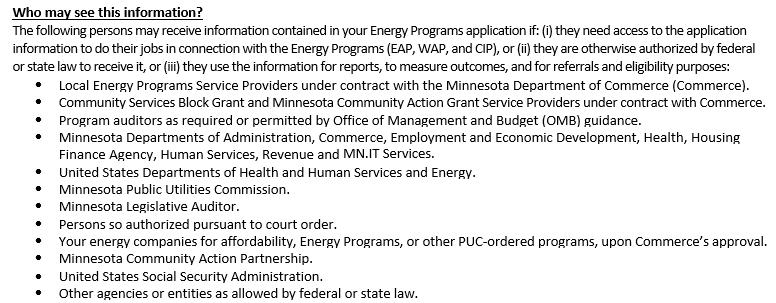 Who may see this information?
The following persons may receive information contained in your Energy Programs application if: (i) they need access to the application
information to do their jobs in connection with the Energy Programs (EAP, WAP, and CIP), or (ii) they are otherwise authorized by federal
or state law to receive it, or (iii) they use the information for reports, to measure outcomes, and for referrals and eligibility purposes:
• Local Energy Programs Service Providers under contract with the Minnesota Department of Commerce (Commerce).
• Community Services Block Grant and Minnesota Community Action Grant Service Providers under contract with Commerce.
• Program auditors as required or permitted by Office of Management and Budget (OMB) guidance.
• Minnesota Departments of Administration, Commerce, Employment and Economic Development, Health, Housing
Finance Agency, Human Services, Revenue and MN.IT Services.
• United States Departments of Health and Human Services and Energy.
• Minnesota Public Utilities Commission.
• Minnesota Legislative Auditor.
• Persons so authorized pursuant to court order.
• Your energy companies for affordability, Energy Programs, or other PUC-ordered programs, upon Commerce's approval.
• Minnesota Community Action Partnership.
• United States Social Security Administration.
• Other agencies or entities as allowed by federal or state law.